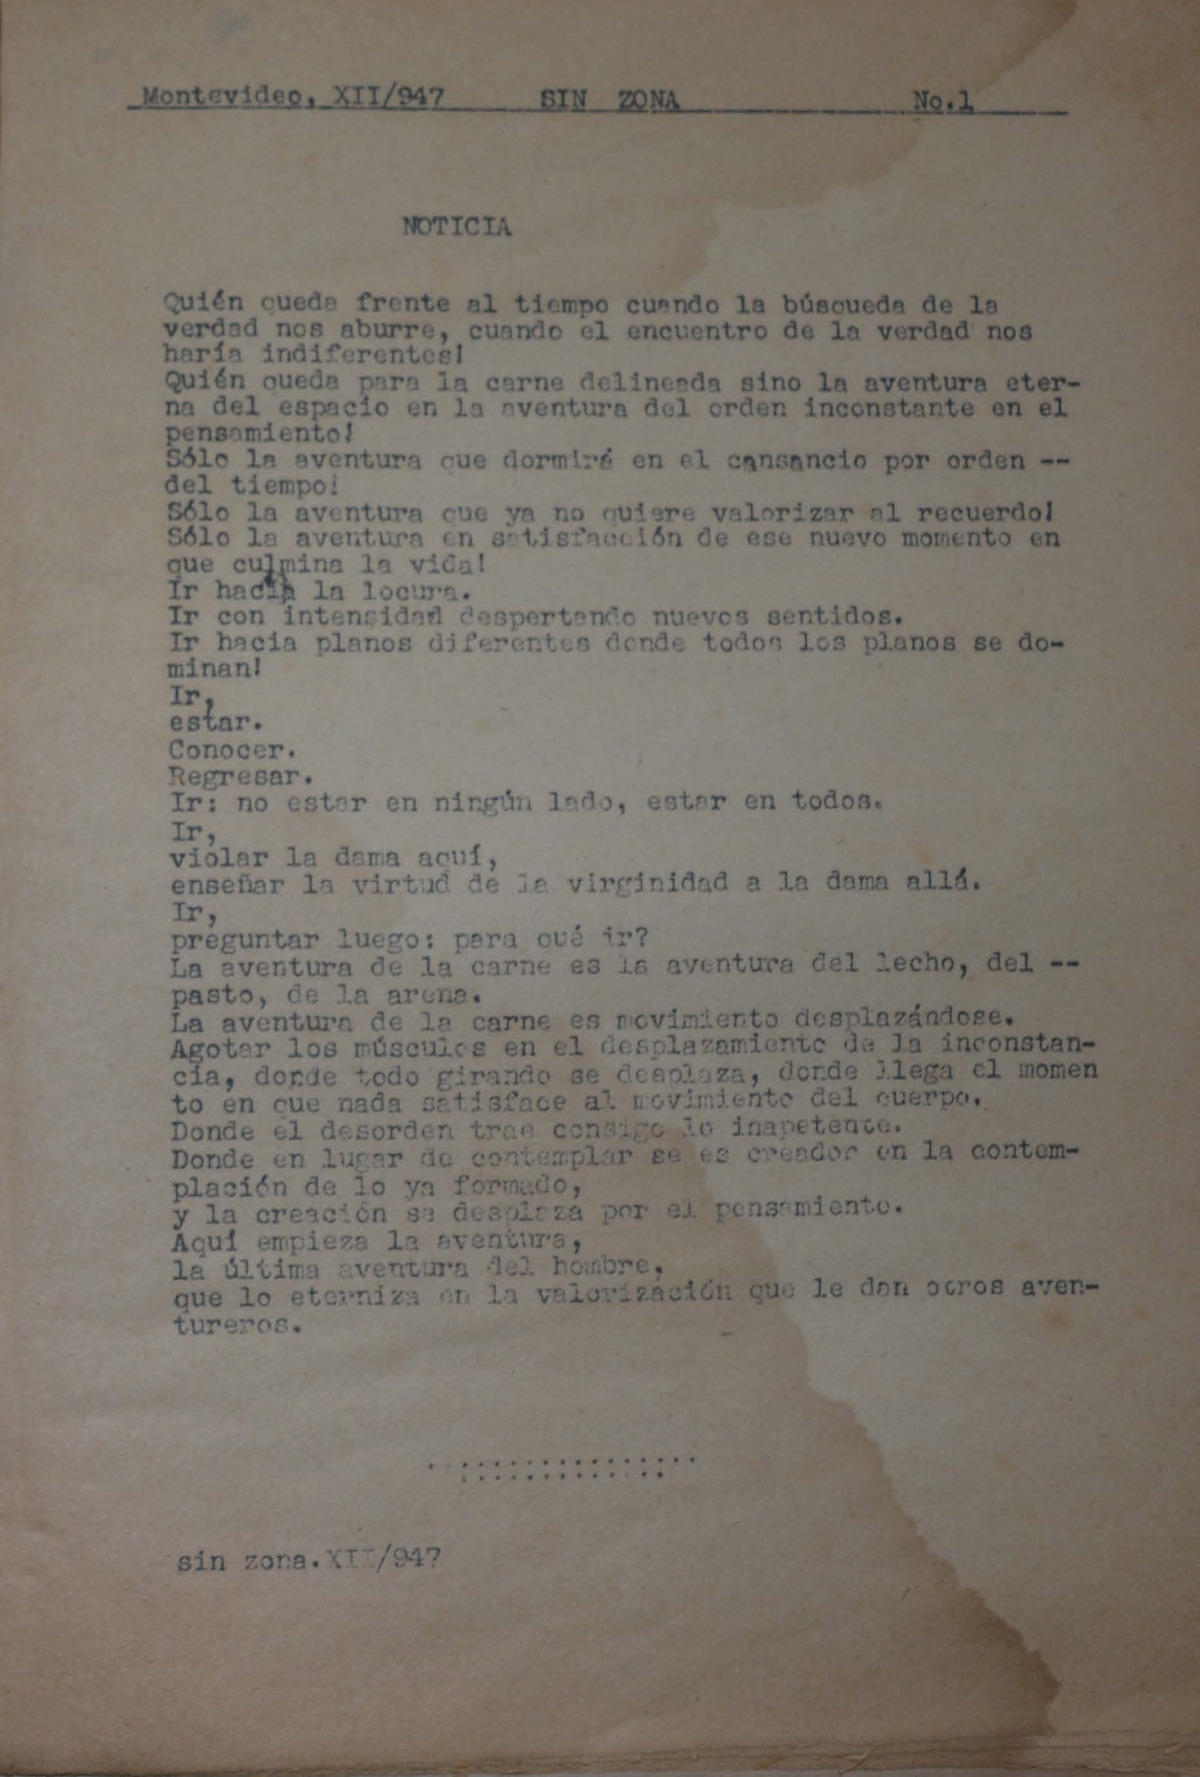 Montevideo, XII/947 SIN ZONA No.1
NOTICIA
Quién queda frente al tiempo cuando la búsqueda de la
verdad nos aburre, cuando el encuentro de la verdad nos
haría indiferentes!
Quién queda para la carne delineada sino la aventura eter-
na del espacio en la aventura del orden inconstante en el
pensamiento!
Sólo la aventura que dormirá en el cansancio por orden --
del tiempo!
Sólo la aventura que ya no quiere valorizar al recuerdo!
Sólo la aventura en satisfacción de ese nuevo momento en
que culmina la vida!
Ir hacia la locura.
Ir con intensidad despertando nuevos sentidos.
Ir hacia planos diferentes donde todos los planos se do-
minan!
Ir,
estar.
Conocer.
Regresar.
Ir: no estar en ningún lado, estar en todos.
Ir,
violar la dama aquí,
enseñar la virtud de la virginidad a la dama allá.
Ir,
preguntar luego: para qué ir?
La aventura de la carne es la aventura del lecho, del --
pasto, de la arena.
La aventura de la carne es movimiento desplazándose.
Agotar los músculos en el desplazamiento de la inconstan-
cia, donde todo girando se desplaza, donde llega el momen
to en que nada satisface al movimiento del cuerpo.
Donde el desorden trae consigo lo inapetente.
Donde en lugar de contemplar se es creador en la contem-
plación de lo ya formado,
y la creación se desplaza por el pensamiento.
Aquí empieza la aventura,
la última aventura del hombre,
que lo eterniza en la valorización que le dan otros aven-
tureros.
sin zona.XII/947